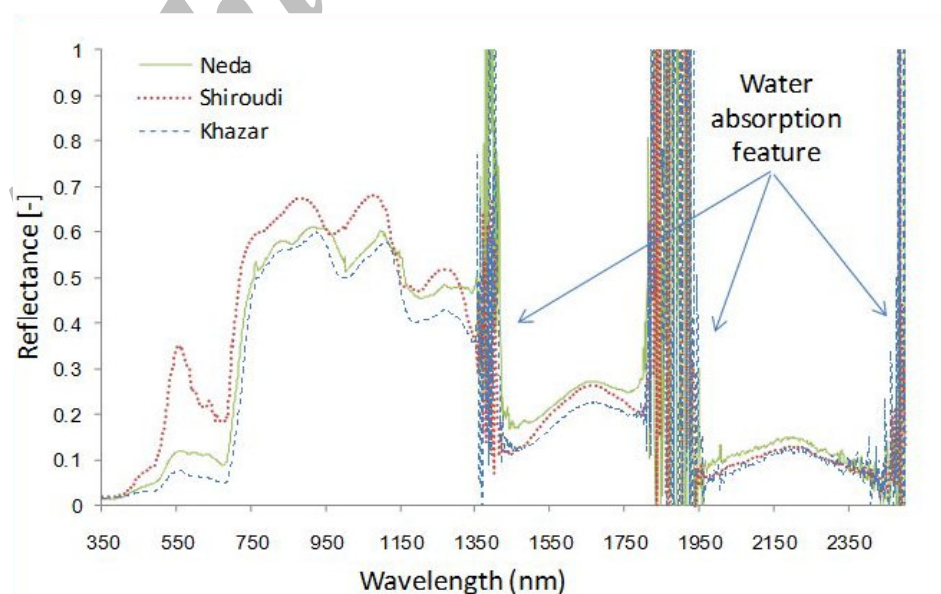 1
0.9
0.8
0.7
0.6
0.5
0.4
0.3
0.2
0.1
0
Reflectance [-]
Neda
Shiroudi
Khazar
Water
absorption
feature
350 550 750 950 1150 1350 1550 1750 1950 2150 2350
Wavelength (nm)